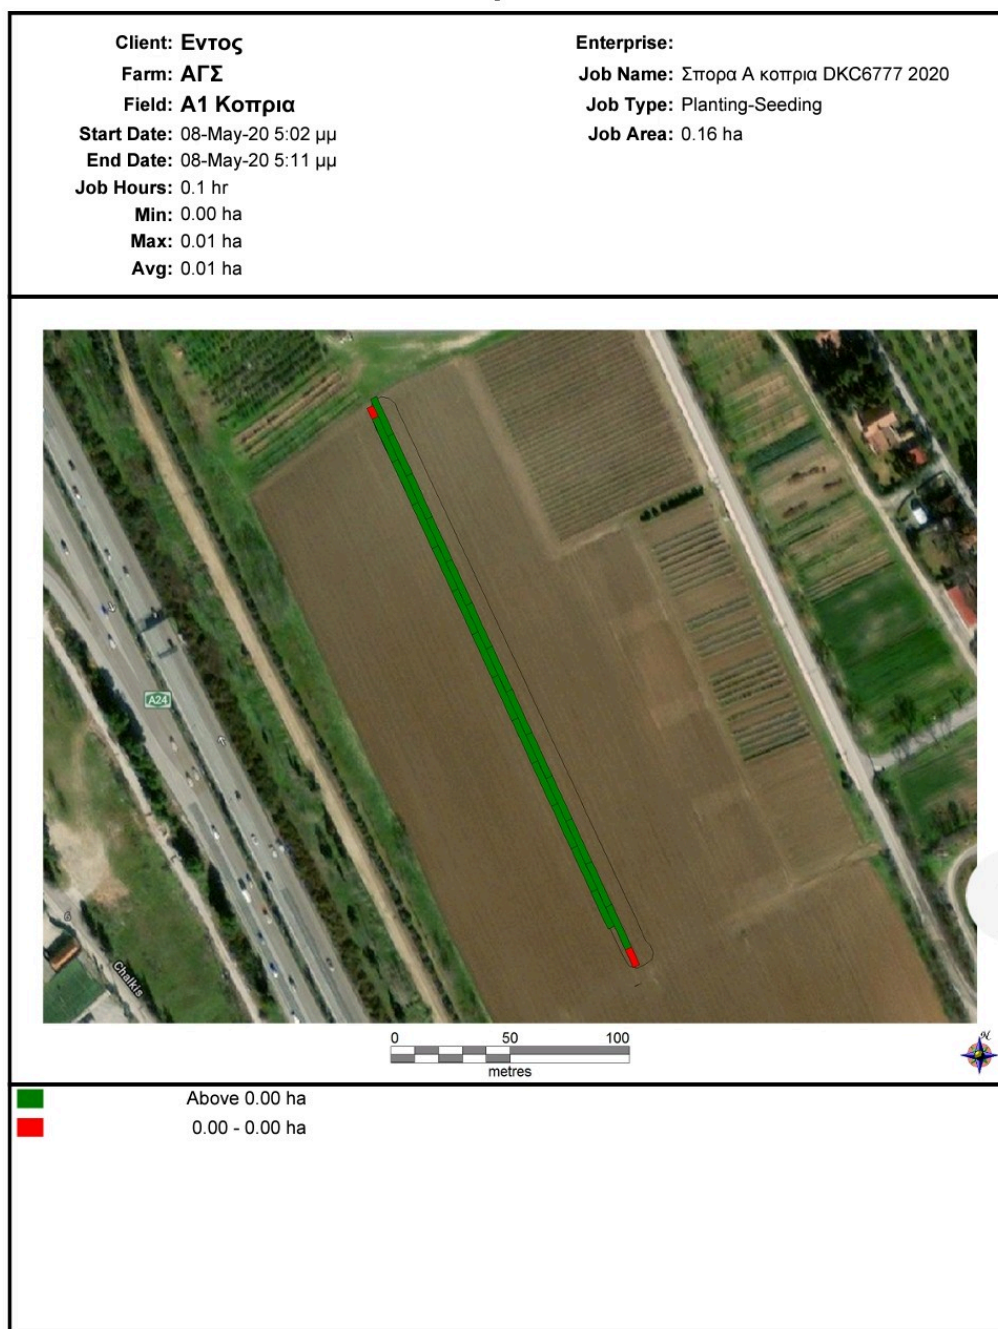 Client: Εντος
Farm: ΑΓΣ
Field: Α1 Κοπρια
Start Date: 08-May-20 5:02 μμ
End Date: 08-May-20 5:11 μμ
Job Hours: 0.1 hr
Min: 0.00 ha
Max: 0.01 ha
Avg: 0.01 ha
Enterprise:
Job Name: Σπορα Α κοπρια DKC6777 2020
Job Type: Planting-Seeding
Job Area: 0.16 ha
A24
Chalkis
0 50 100
metres
Above 0.00 ha
0.00 - 0.00 ha